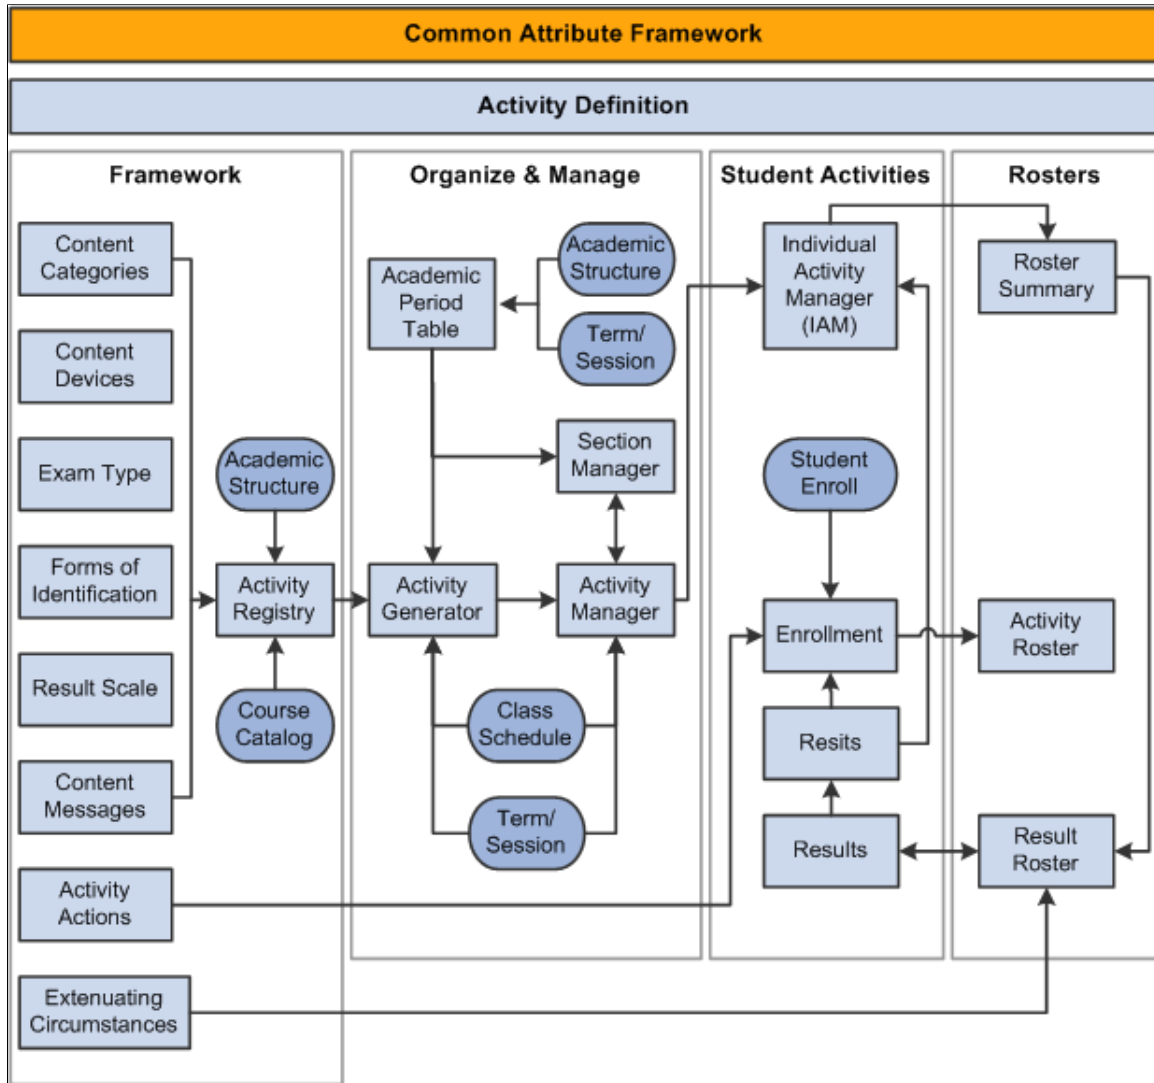 Common Attribute Framework
Activity Definition
Framework
Content
Categories
Content
Devices
Exam Type
Forms of
Identification
Result Scale
Content
Messages
Activity
Actions
Extenuating
Circumstances
Academic
Structure
Activity
Registry
Course
Catalog
Organize & Manage
Academic
Period
Table
Academic
Structure
Term/
Session
Section
Manager
Activity
Generator
Activity
Manager
Class
Schedule
Term/
Session
Student Activities
Individual
Activity
Manager
(IAM)
Student
Enroll
Enrollment
Resits
Results
Rosters
Roster
Summary
Activity
Roster
Result
Roster